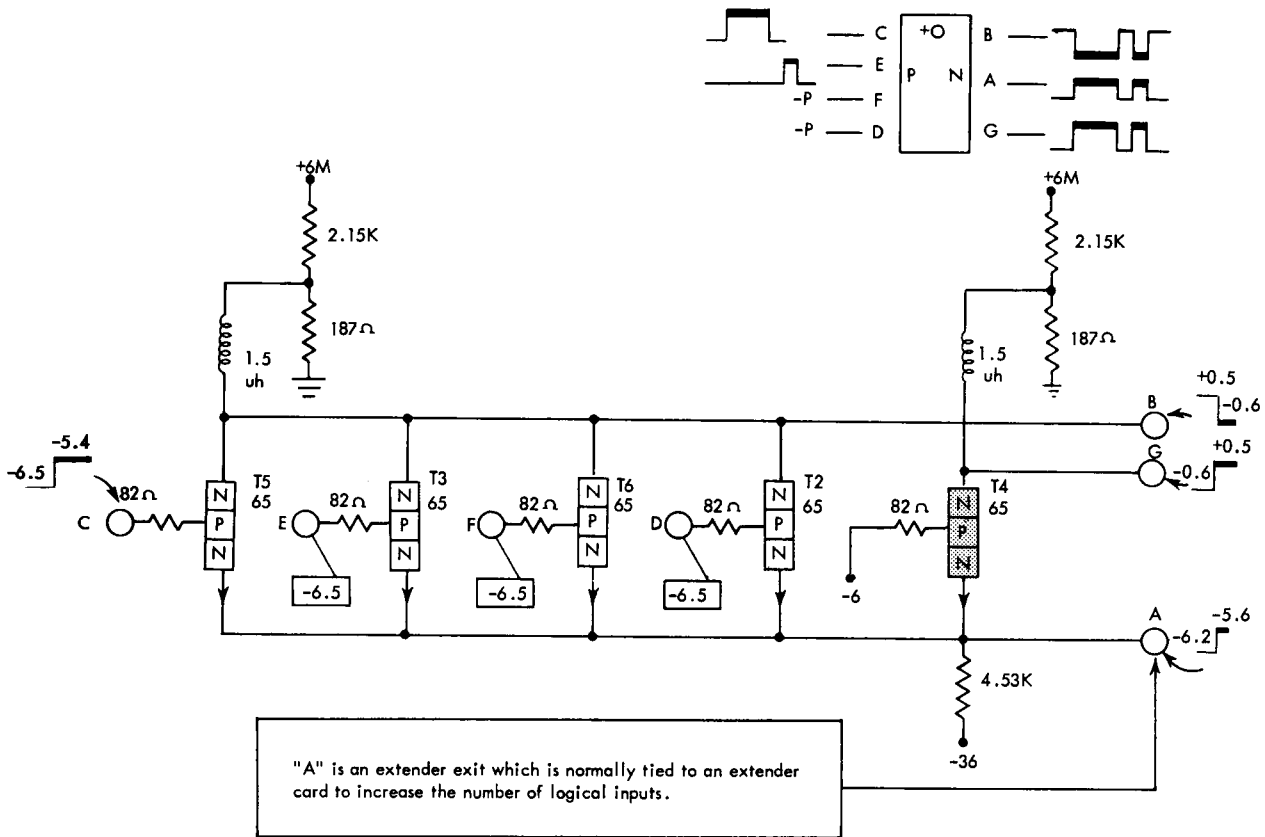 C +O B
E
P N A
-P F
-P D G
+6M +6M
2.15K 2.15K
187Ω 187Ω
1.5 uh 1.5 uh
+0.5
B -0.6
-5.4 G +0.5
-6.5 -0.6
T5 65 T3 65 T6 65 T2 65 T4 65
82Ω 82Ω 82Ω 82Ω 82Ω
C E F D
N N N N N
P P P P P
N N N N N
-6.5 -6.5 -6.5 -6
A -5.6
-6.2
4.53K
-36
"A" is an extender exit which is normally tied to an extender
card to increase the number of logical inputs.